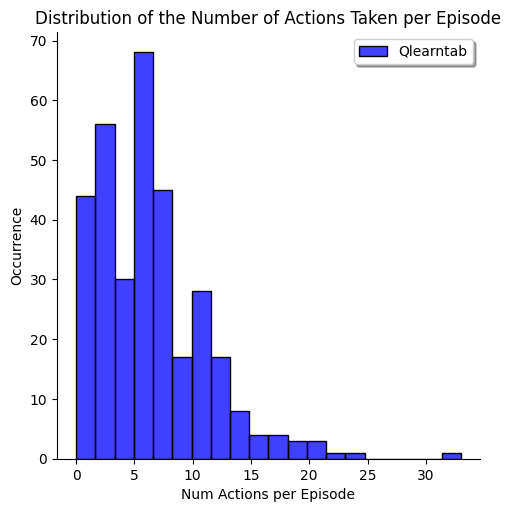 Distribution of the Number of Actions Taken per Episode
Qlearntab
70
60
50
40
30
20
10
0
Occurrence
0 5 10 15 20 25 30
Num Actions per Episode